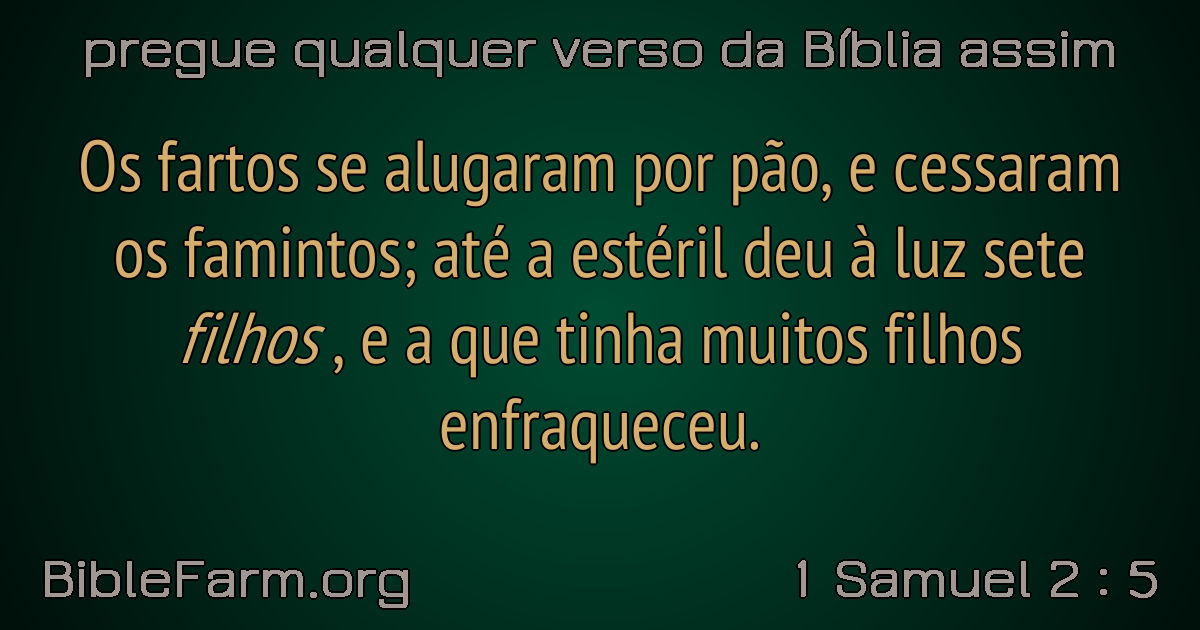 pregue qualquer verso da Bíblia assim
Os fartos se alugaram por pão, e cessaram
os famintos; até a estéril deu à luz sete
filhos , e a que tinha muitos filhos
enfraqueceu.
BibleFarm.org
1 Samuel 2 : 5